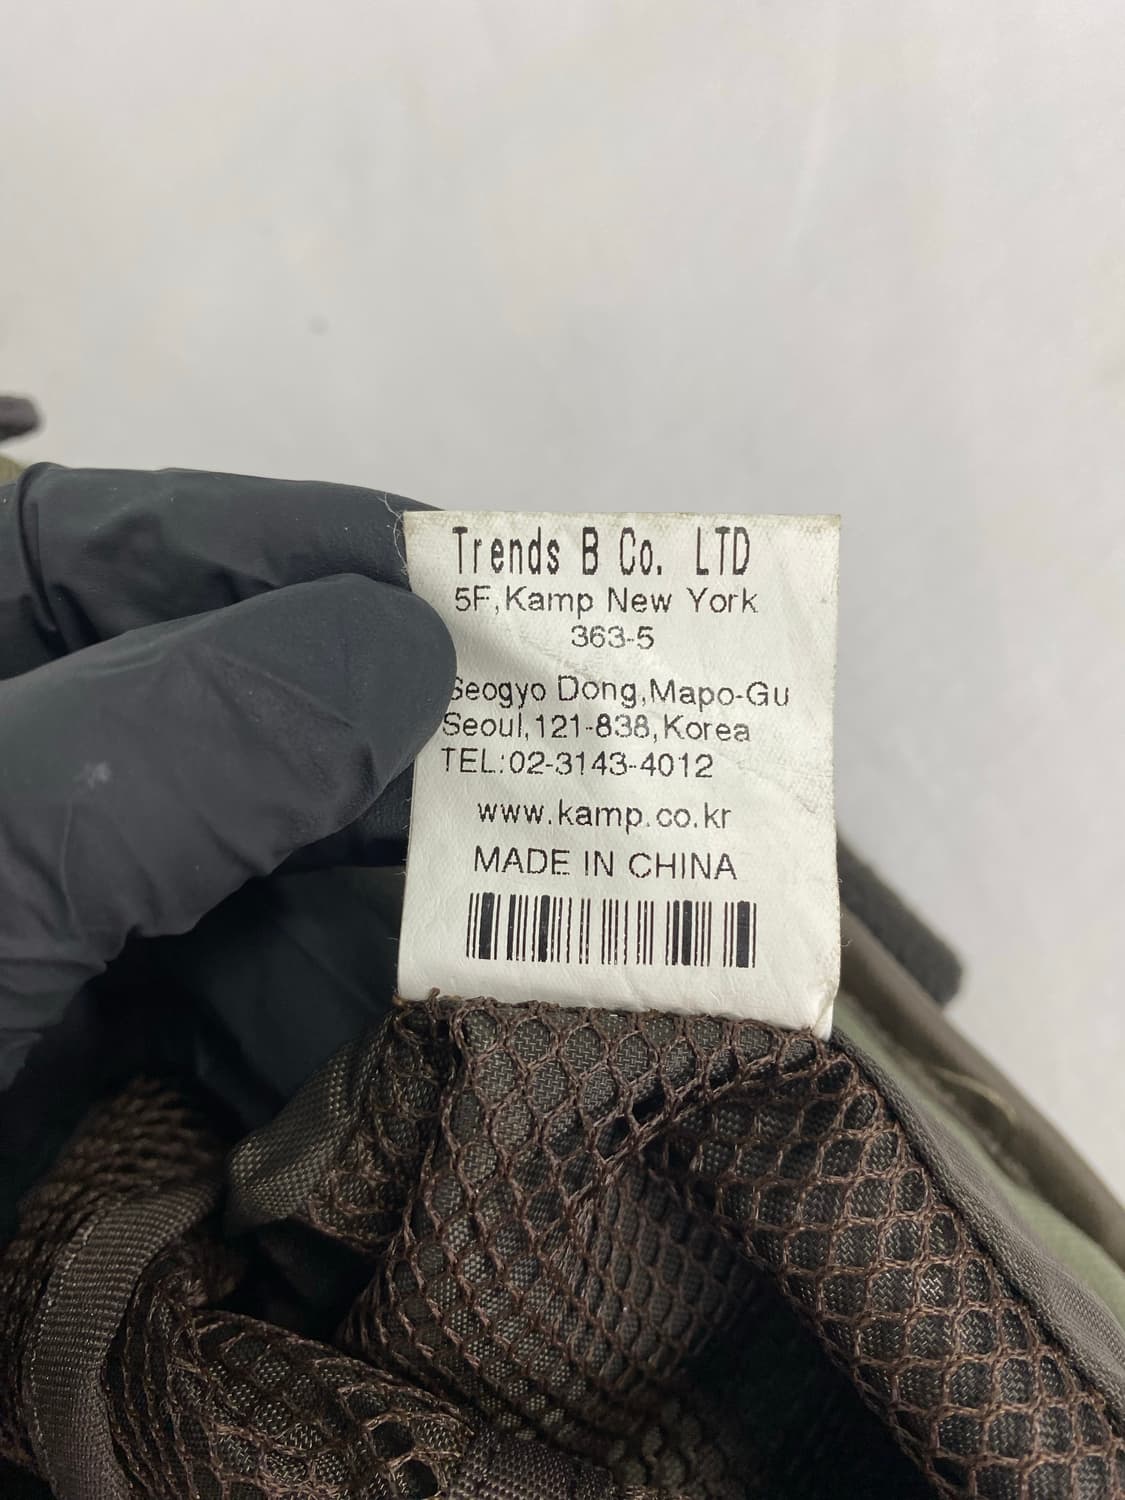 Trends B Co. LTD
5F,Kamp New York
363-5
Seogyo Dong,Mapo-Gu
Seoul,121-838,Korea
TEL:02-3143-4012
www.kamp.co.kr
MADE IN CHINA